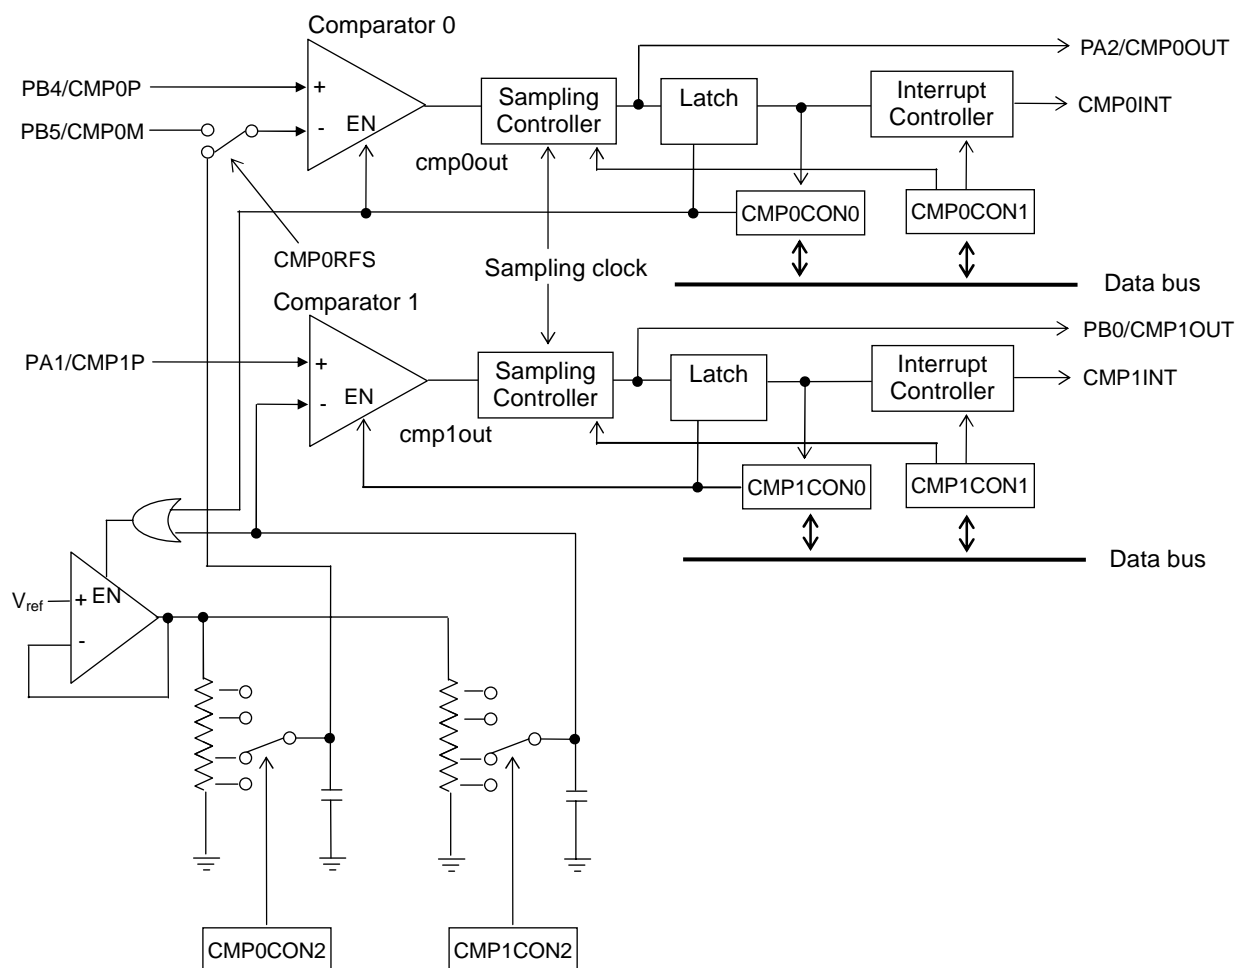 Comparator 0
PA2/CMP0OUT
PB4/CMP0P
+
Sampling
Controller
Latch
Interrupt
Controller
CMP0INT
PB5/CMP0M
-
EN
cmp0out
CMP0CON0
CMP0CON1
CMP0RFS
Sampling clock
Data bus
Comparator 1
PB0/CMP1OUT
PA1/CMP1P
+
Sampling
Controller
Latch
Interrupt
Controller
CMP1INT
-
EN
cmp1out
CMP1CON0
CMP1CON1
Data bus
Vref
+
EN
-
CMP0CON2
CMP1CON2